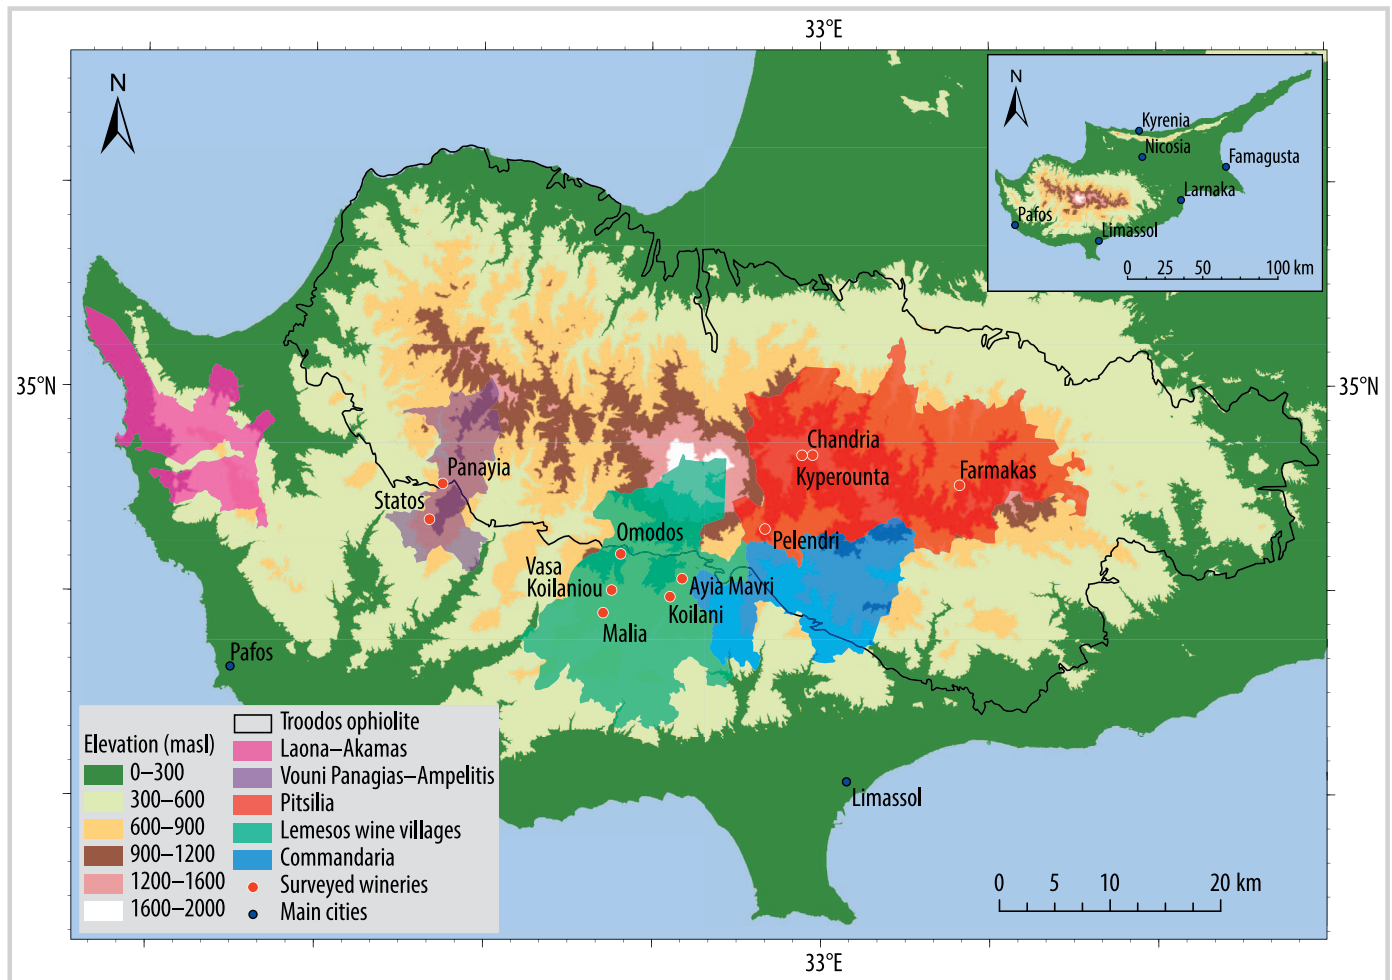 33°E
N
N
Kyrenia
Nicosia
Famagusta
Larnaka
Pafos
Limassol
0 25 50 100 km
35°N
35°N
Chandria
Kyperounta
Farmakas
Panayia
Statos
Pelendri
Omodos
Vasa
Koilaniou
Ayia Mavri
Koilani
Malia
Pafos
Limassol
Elevation (masl)
0–300
300–600
600–900
900–1200
1200–1600
1600–2000
Troodos ophiolite
Laona–Akamas
Vouni Panagias–Ampelitis
Pitsilia
Lemesos wine villages
Commandaria
Surveyed wineries
Main cities
0 5 10 20 km
33°E